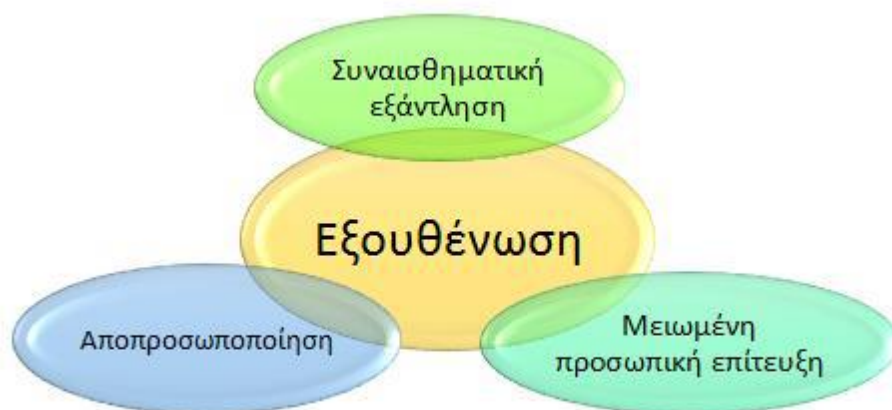 Συναισθηματική
εξάντληση
Εξουθένωση
Αποπροσωποποίηση
Μειωμένη
προσωπική επίτευξη